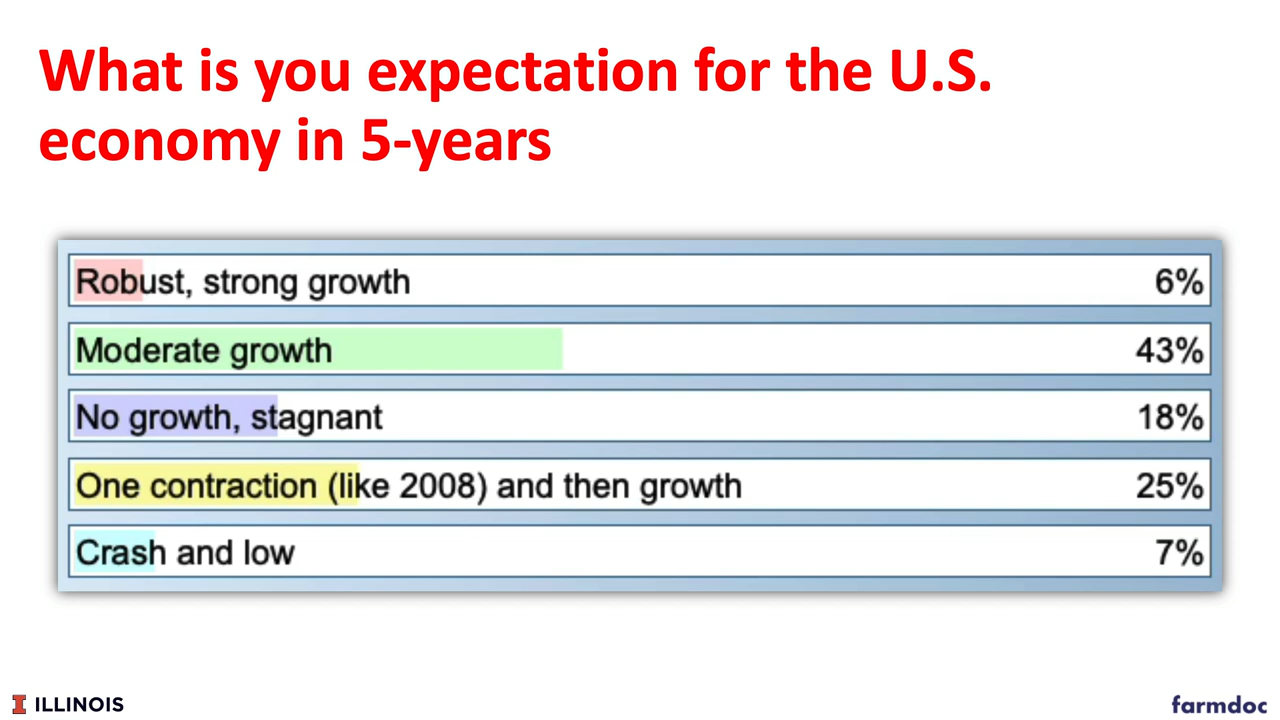 What is you expectation for the U.S.
economy in 5-years
Robust, strong growth 6%
Moderate growth 43%
No growth, stagnant 18%
One contraction (like 2008) and then growth 25%
Crash and low 7%
I ILLINOIS
farmdoc